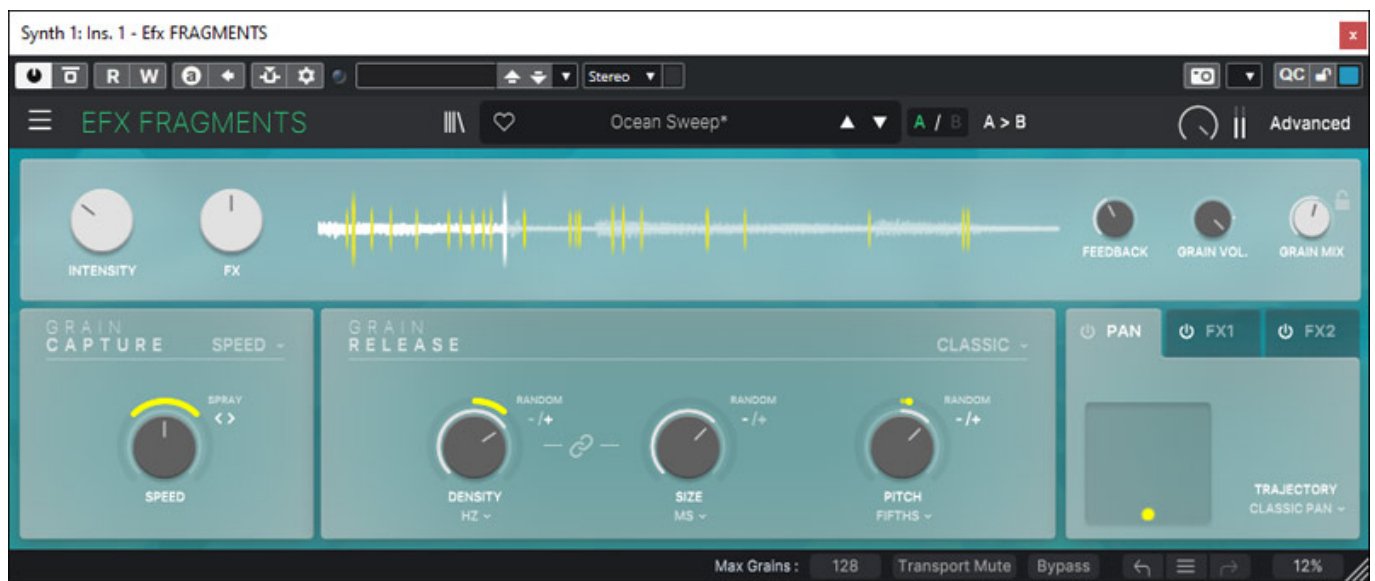 Synth 1: Ins. 1 - Efx FRAGMENTS
x
R W a Stereo QC
EFX FRAGMENTS Ocean Sweep* A / B A > B Advanced
INTENSITY FX FEEDBACK GRAIN VOL. GRAIN MIX
GRAIN
CAPTURE SPEED
GRAIN
RELEASE CLASSIC
PAN FX1 FX2
SPRAY
< >
SPEED
RANDOM
- /+
DENSITY
HZ
RANDOM
- /+
SIZE
MS
RANDOM
- /+
PITCH
FIFTHS
TRAJECTORY
CLASSIC PAN
Max Grains : 128 Transport Mute Bypass 12%